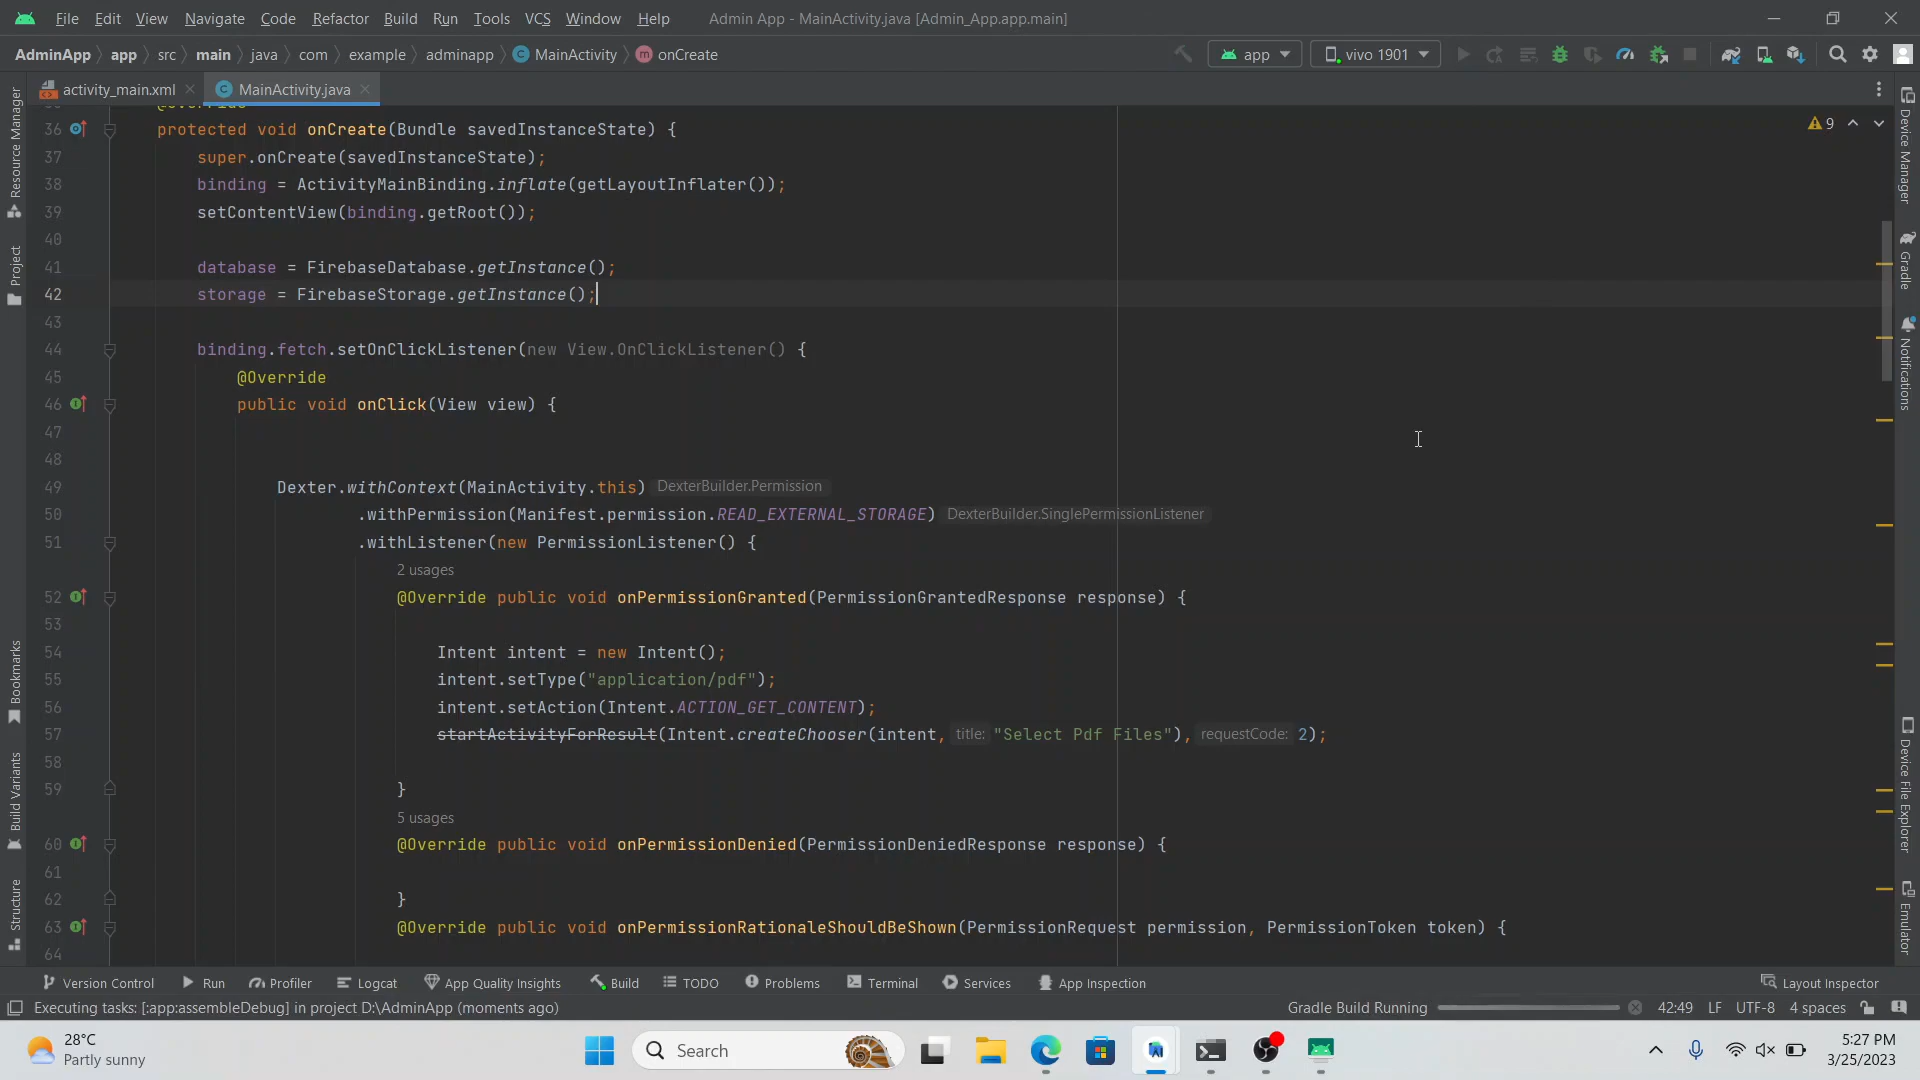 File Edit View Navigate Code Refactor Build Run Tools VCS Window Help Admin App - MainActivity.java [Admin_App.app.main]
AdminApp app src main java com example adminapp MainActivity onCreate app vivo 1901
activity_main.xml MainActivity.java
9
36 protected void onCreate(Bundle savedInstanceState) {
37 super.onCreate(savedInstanceState);
38 binding = ActivityMainBinding.inflate(getLayoutInflater());
39 setContentView(binding.getRoot());
40
41 database = FirebaseDatabase.getInstance();
42 storage = FirebaseStorage.getInstance();
43
44 binding.fetch.setOnClickListener(new View.OnClickListener() {
45 @Override
46 public void onClick(View view) {
47
48
49 Dexter.withContext(MainActivity.this) DexterBuilder.Permission
50 .withPermission(Manifest.permission.READ_EXTERNAL_STORAGE) DexterBuilder.SinglePermissionListener
51 .withListener(new PermissionListener() {
2 usages
52 @Override public void onPermissionGranted(PermissionGrantedResponse response) {
53
54 Intent intent = new Intent();
55 intent.setType("application/pdf");
56 intent.setAction(Intent.ACTION_GET_CONTENT);
57 startActivityForResult(Intent.createChooser(intent, title: "Select Pdf Files"), requestCode: 2);
58
59 }
5 usages
60 @Override public void onPermissionDenied(PermissionDeniedResponse response) {
61
62 }
63 @Override public void onPermissionRationaleShouldBeShown(PermissionRequest permission, PermissionToken token) {
64
Resource Manager
Project
Bookmarks
Build Variants
Structure
Device Manager
Gradle
Notifications
Device File Explorer
Emulator
Version Control Run Profiler Logcat App Quality Insights Build TODO Problems Terminal Services App Inspection Layout Inspector
Executing tasks: [:app:assembleDebug] in project D:\AdminApp (moments ago) Gradle Build Running 42:49 LF UTF-8 4 spaces
28°C
Partly sunny
Search
5:27 PM
3/25/2023